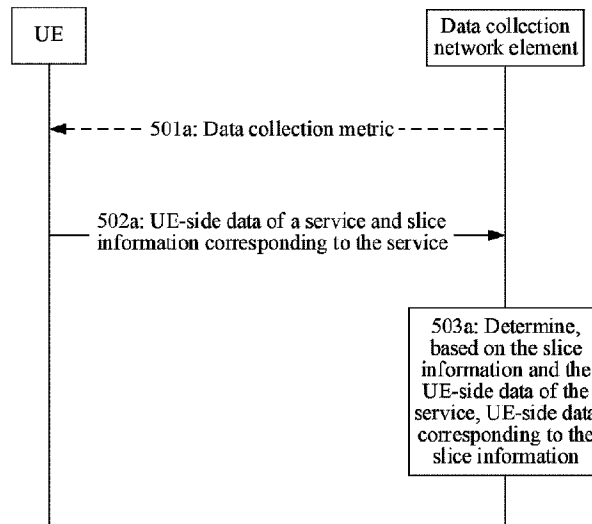 UE
Data collection
network element
501a: Data collection metric
502a: UE-side data of a service and slice
information corresponding to the service
503a: Determine,
based on the slice
information and the
UE-side data of the
service, UE-side data
corresponding to the
slice information